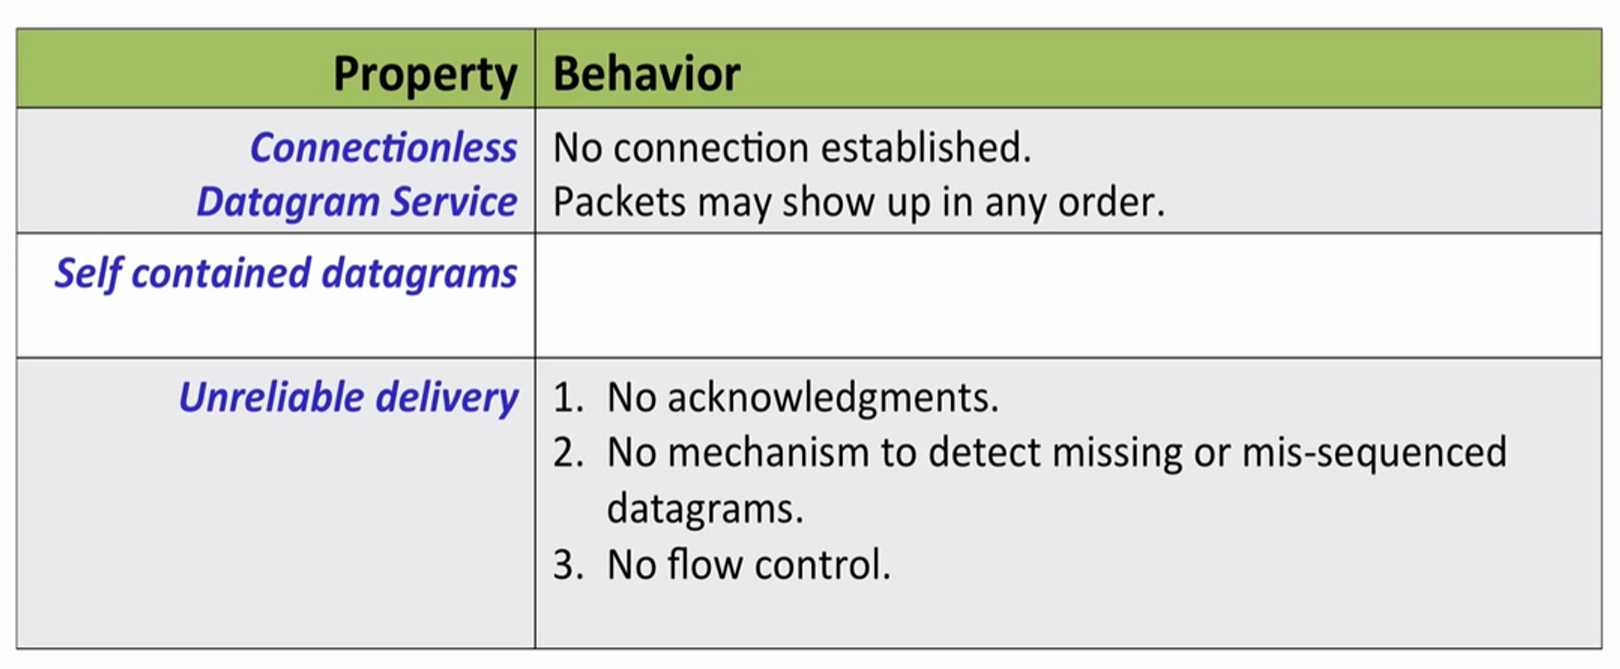 Property Behavior
Connectionless No connection established.
Datagram Service Packets may show up in any order.
Self contained datagrams
Unreliable delivery 1. No acknowledgments.
2. No mechanism to detect missing or mis-sequenced
datagrams.
3. No flow control.